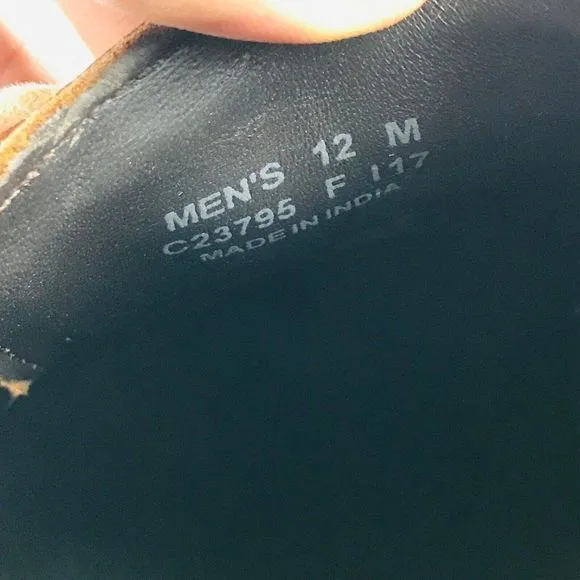 MEN'S 12 M
C23795 F I17
MADE IN INDIA